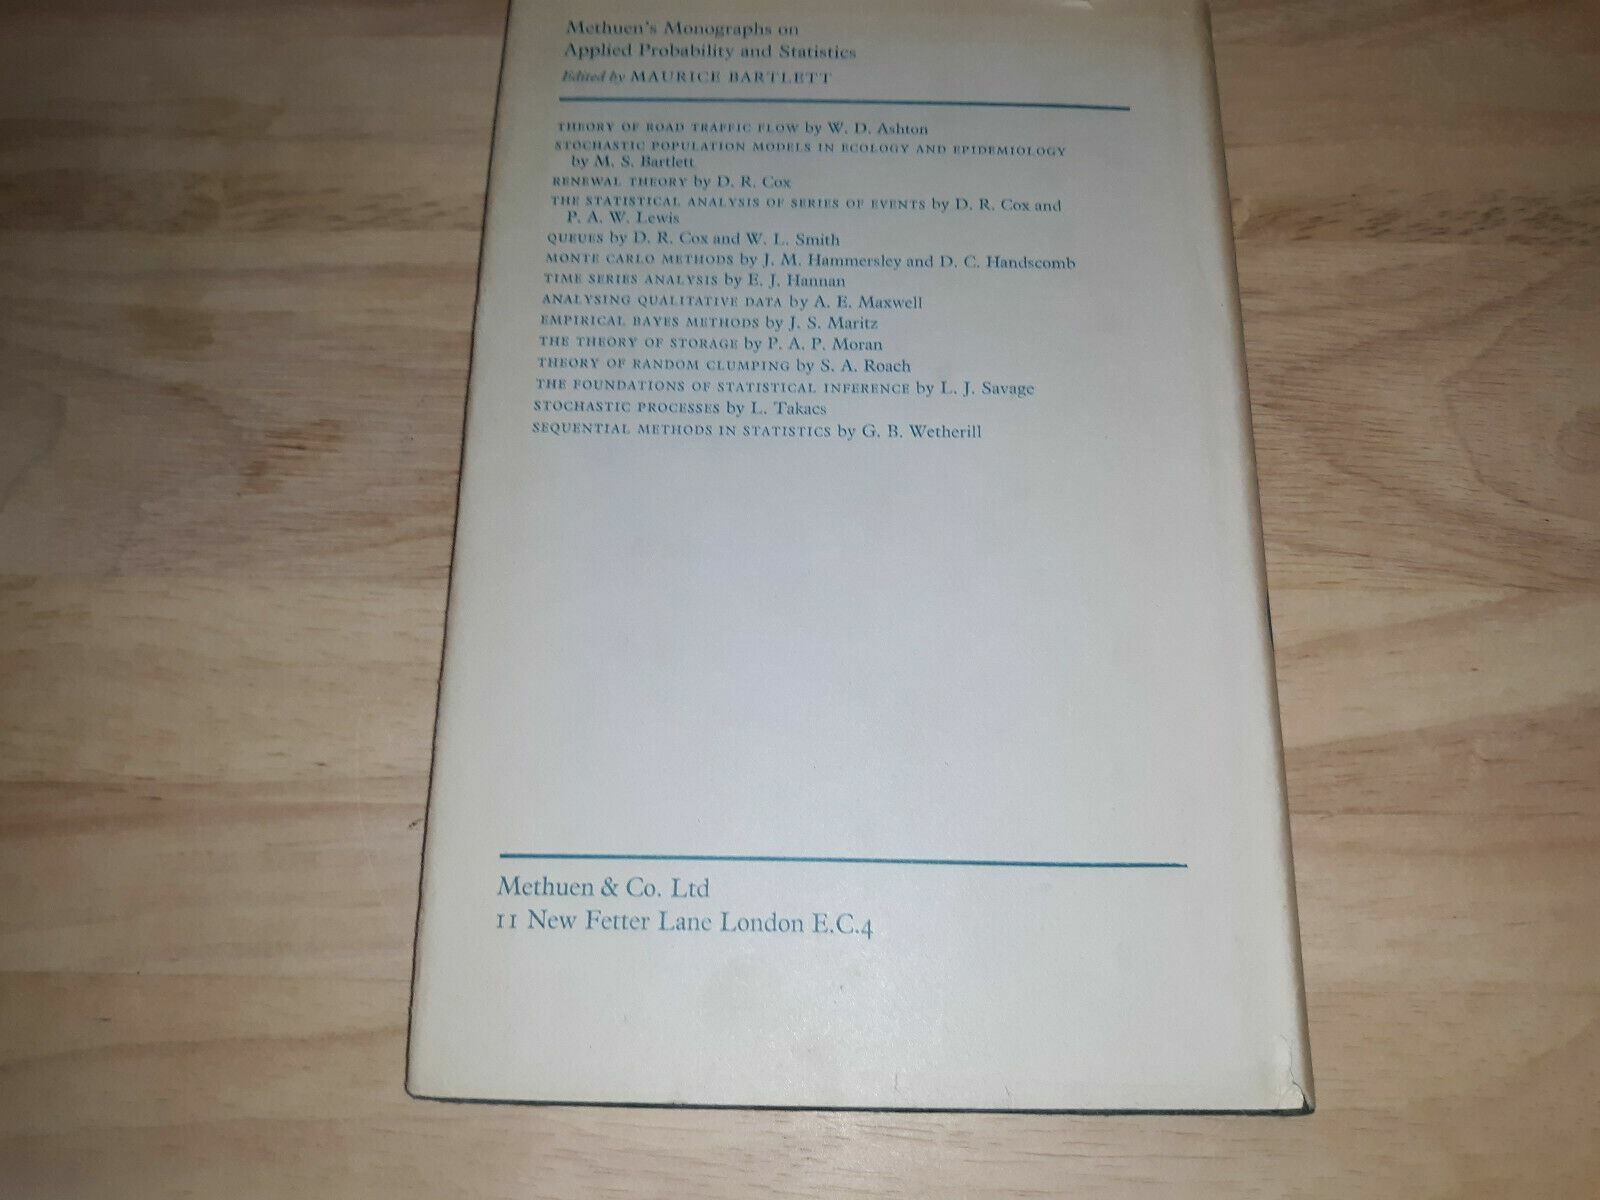 Methuen's Monographs on
Applied Probability and Statistics
Edited by MAURICE BARTLETT
THEORY OF ROAD TRAFFIC FLOW by W. D. Ashton
STOCHASTIC POPULATION MODELS IN ECOLOGY AND EPIDEMIOLOGY
by M. S. Bartlett
RENEWAL THEORY by D. R. Cox
THE STATISTICAL ANALYSIS OF SERIES OF EVENTS by D. R. Cox and
P. A. W. Lewis
QUEUES by D. R. Cox and W. L. Smith
MONTE CARLO METHODS by J. M. Hammersley and D. C. Handscomb
TIME SERIES ANALYSIS by E. J. Hannan
ANALYSING QUALITATIVE DATA by A. E. Maxwell
EMPIRICAL BAYES METHODS by J. S. Maritz
THE THEORY OF STORAGE by P. A. P. Moran
THEORY OF RANDOM CLUMPING by S. A. Roach
THE FOUNDATIONS OF STATISTICAL INFERENCE by L. J. Savage
STOCHASTIC PROCESSES by L. Takacs
SEQUENTIAL METHODS IN STATISTICS by G. B. Wetherill
Methuen & Co. Ltd
11 New Fetter Lane London E.C.4